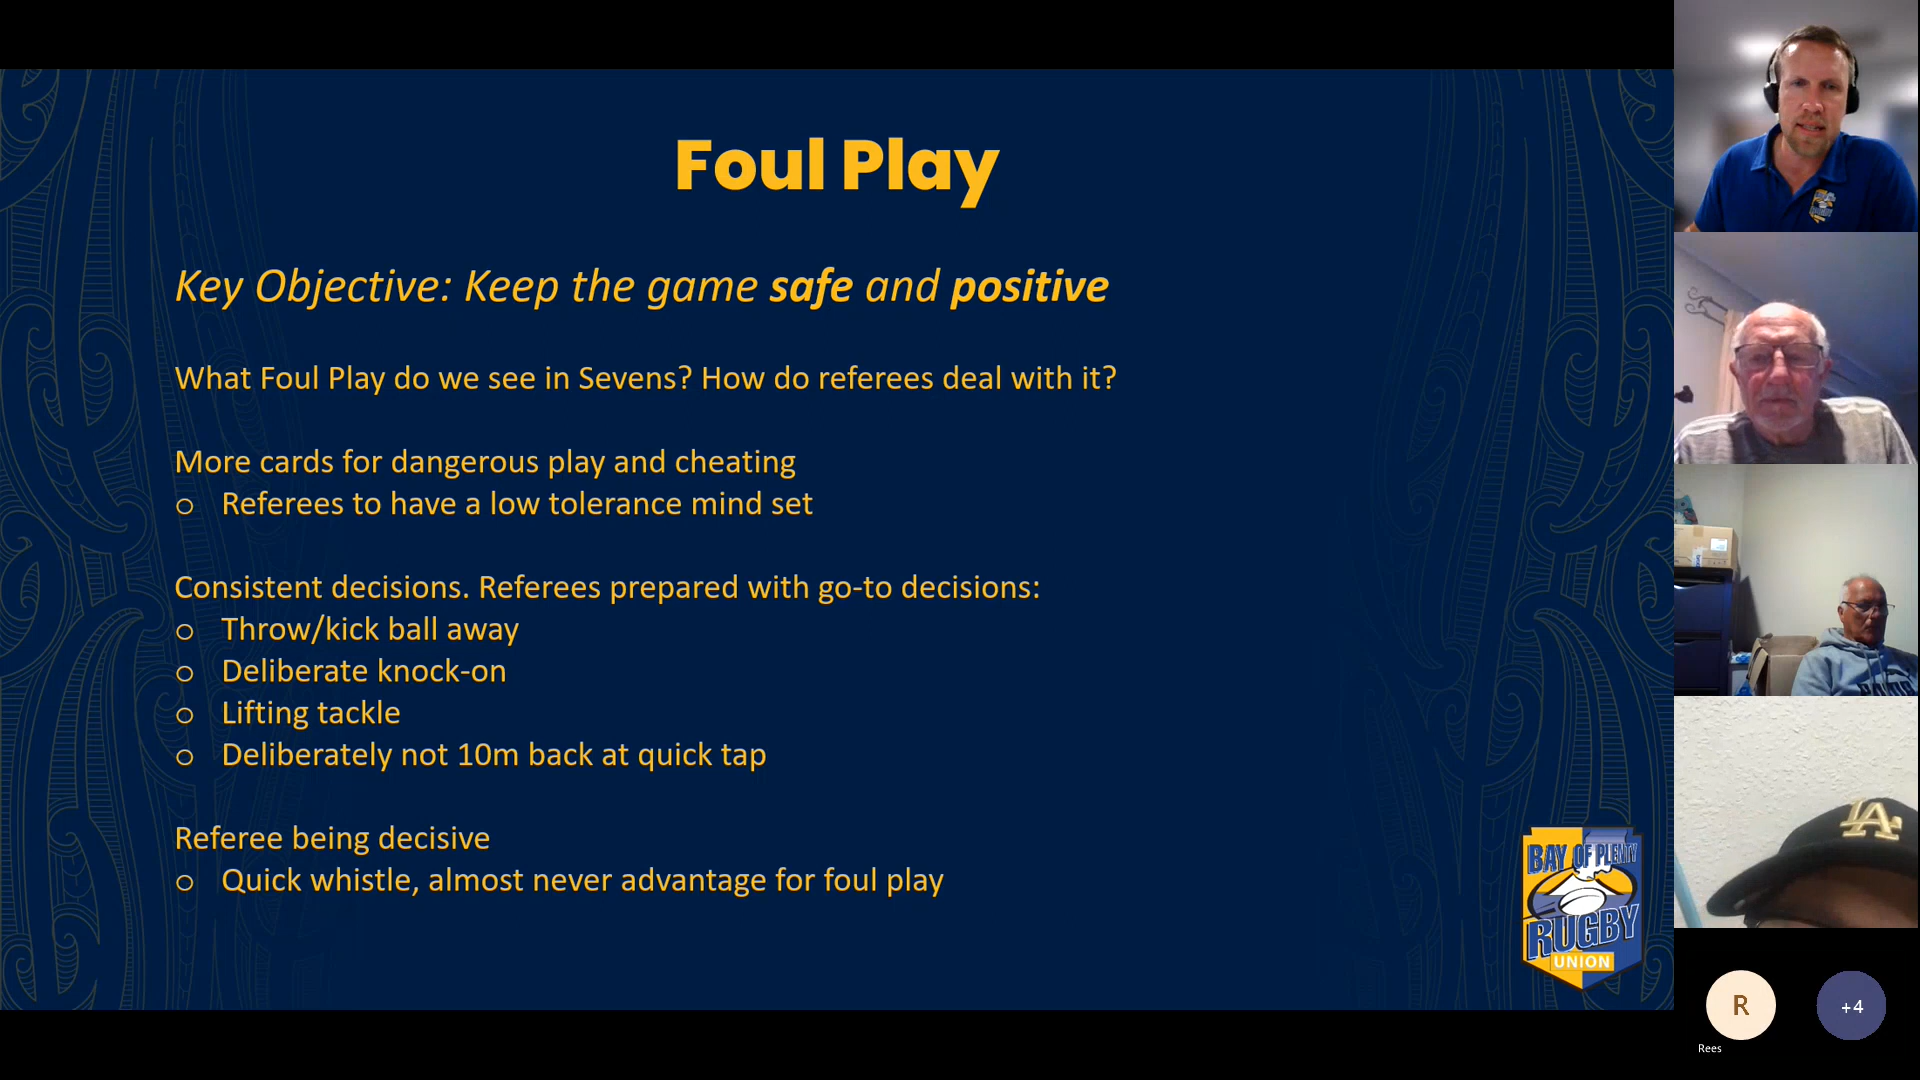 Foul Play
Key Objective: Keep the game safe and positive
What Foul Play do we see in Sevens? How do referees deal with it?
More cards for dangerous play and cheating
o Referees to have a low tolerance mind set
Consistent decisions. Referees prepared with go-to decisions:
o Throw/kick ball away
o Deliberate knock-on
o Lifting tackle
o Deliberately not 10m back at quick tap
Referee being decisive
o Quick whistle, almost never advantage for foul play
BAY OF PLENTY
RUGBY
UNION
LA
R
+4
Rees